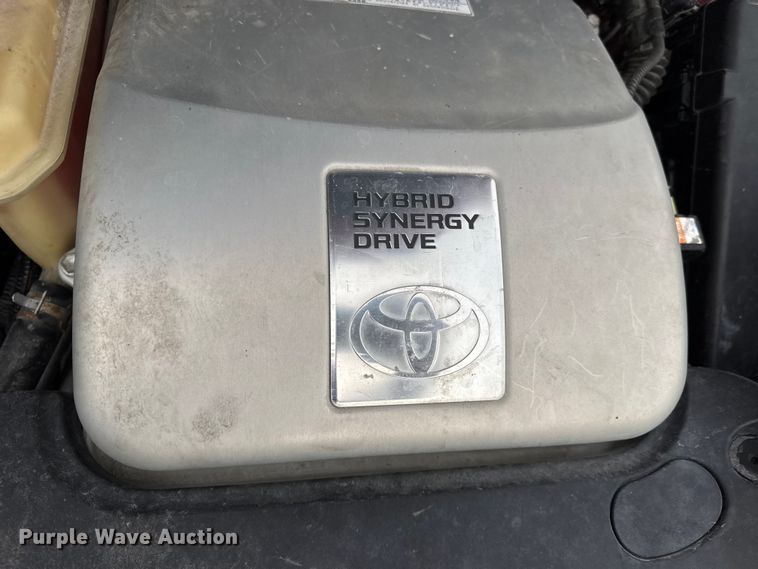 HYBRID
SYNERGY
DRIVE
Purple Wave Auction